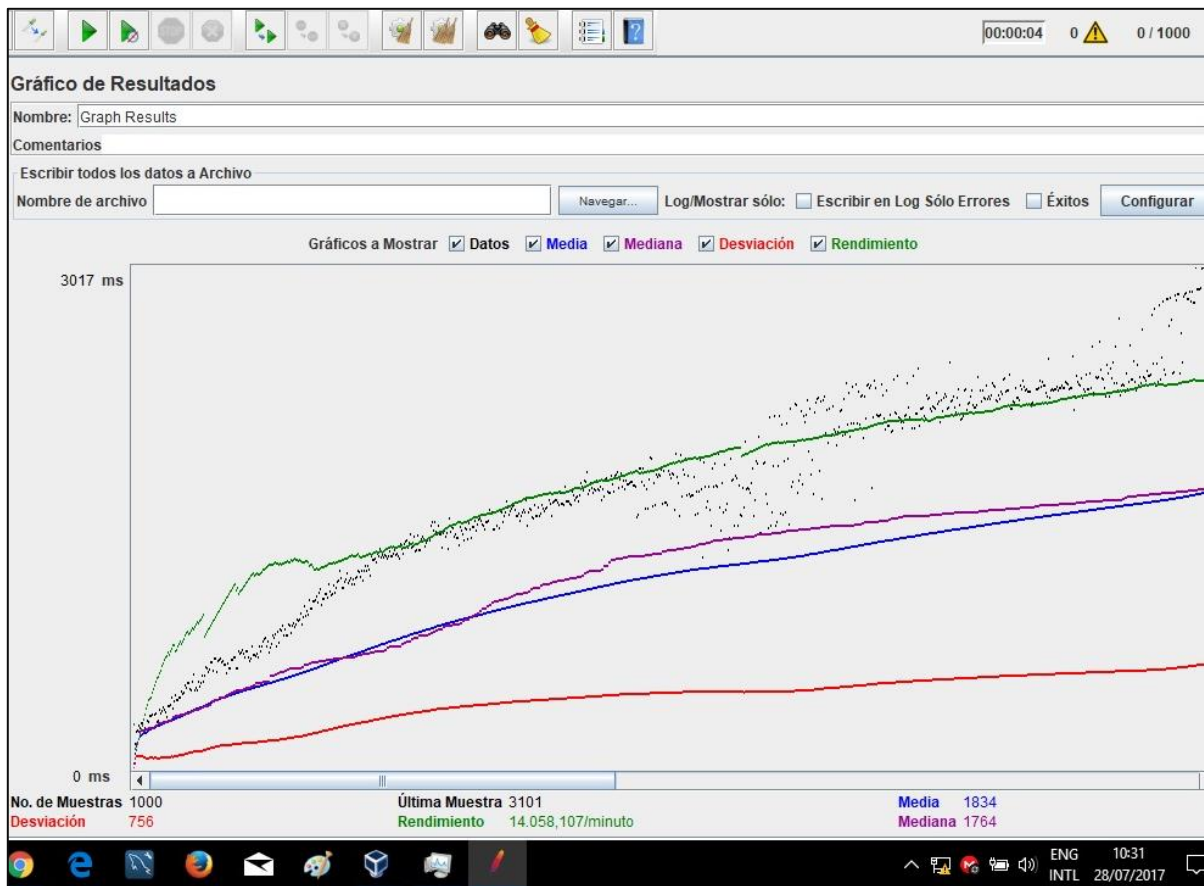 00:00:04 0 0 / 1000
Gráfico de Resultados
Nombre: Graph Results
Comentarios
Escribir todos los datos a Archivo
Nombre de archivo Navegar... Log/Mostrar sólo: Escribir en Log Sólo Errores Éxitos Configurar
Gráficos a Mostrar Datos Media Mediana Desviación Rendimiento
3017 ms
0 ms
No. de Muestras 1000 Última Muestra 3101 Media 1834
Desviación 756 Rendimiento 14.058,107/minuto Mediana 1764
ENG 10:31
INTL 28/07/2017